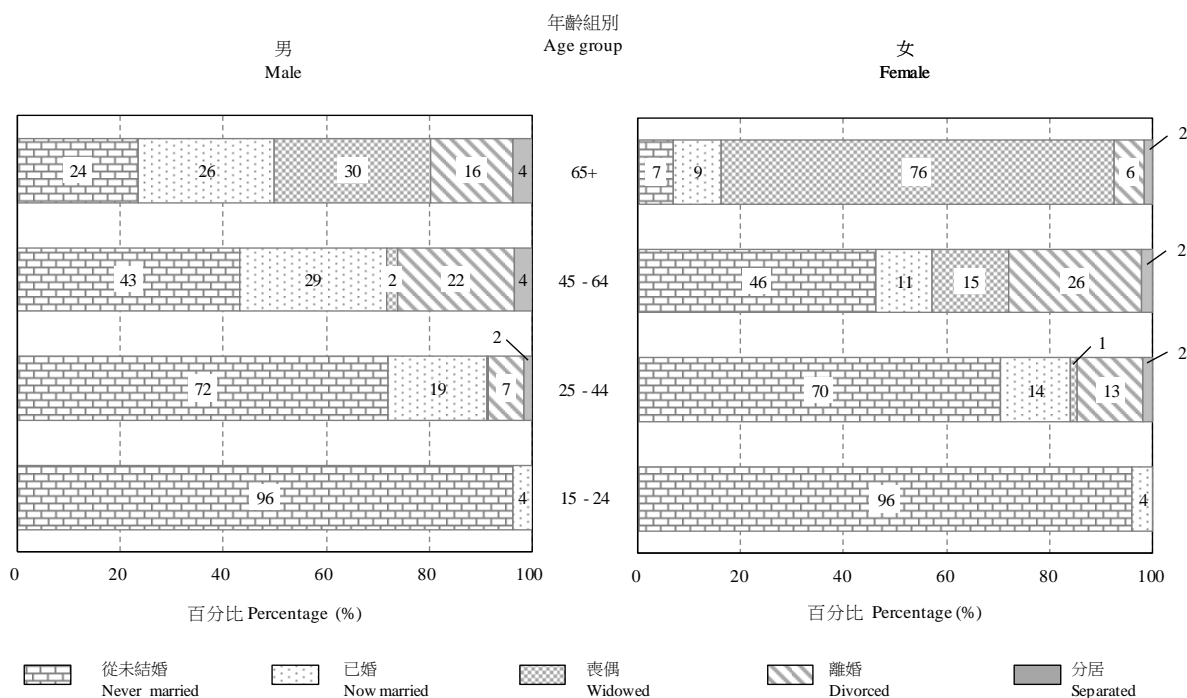 年齡組別
Age group
男
Male
女
Female
24 26 30 16 4
65+
7 9 76 6 2
43 29 2 22 4
45 - 64
46 11 15 26 2
72 19 7 2
25 - 44
70 14 1 13 2
96 4
15 - 24
96 4
0 20 40 60 80 100
0 20 40 60 80 100
百分比 Percentage (%)
百分比 Percentage (%)
從未結婚
Never married
已婚
Now married
喪偶
Widowed
離婚
Divorced
分居
Separated